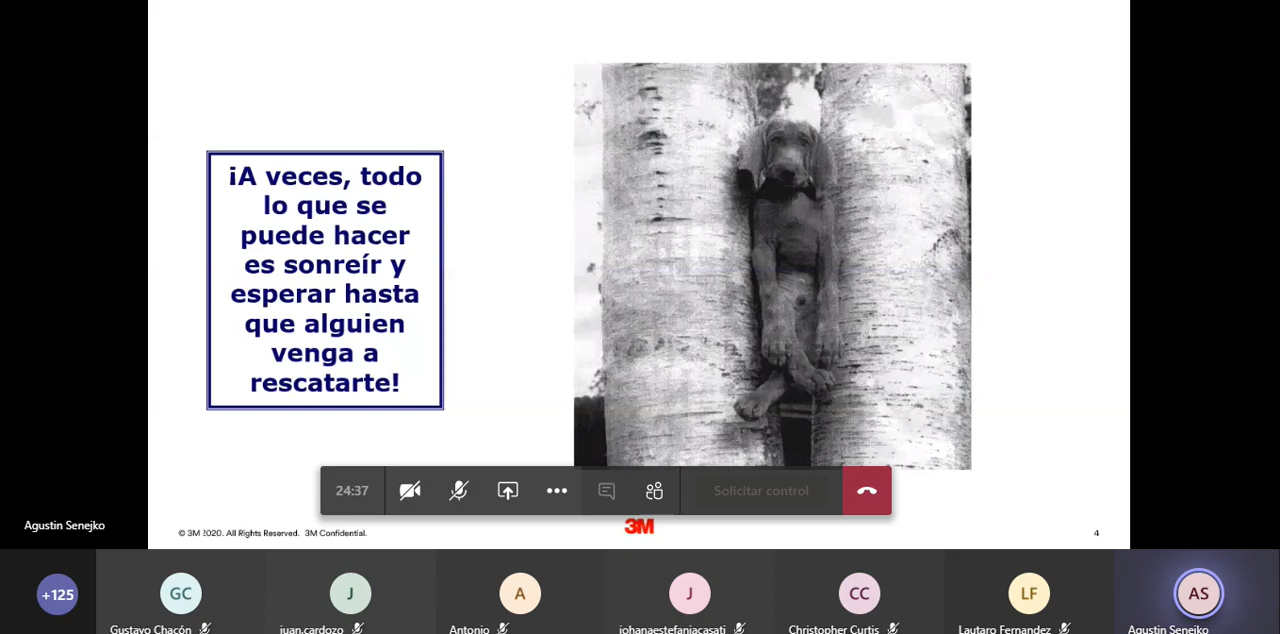 ¡A veces, todo
lo que se
puede hacer
es sonreír y
esperar hasta
que alguien
venga a
rescatarte!
24:37
Solicitar control
Agustin Senejko
© 3M 2020. All Rights Reserved. 3M Confidential.
3M
4
+125
GC
J
A
J
CC
LF
AS
Gustavo Chacón
juan.cardozo
Antonio
johanaestefaniacasati
Christopher Curtis
Lautaro Fernandez
Agustin Senejko